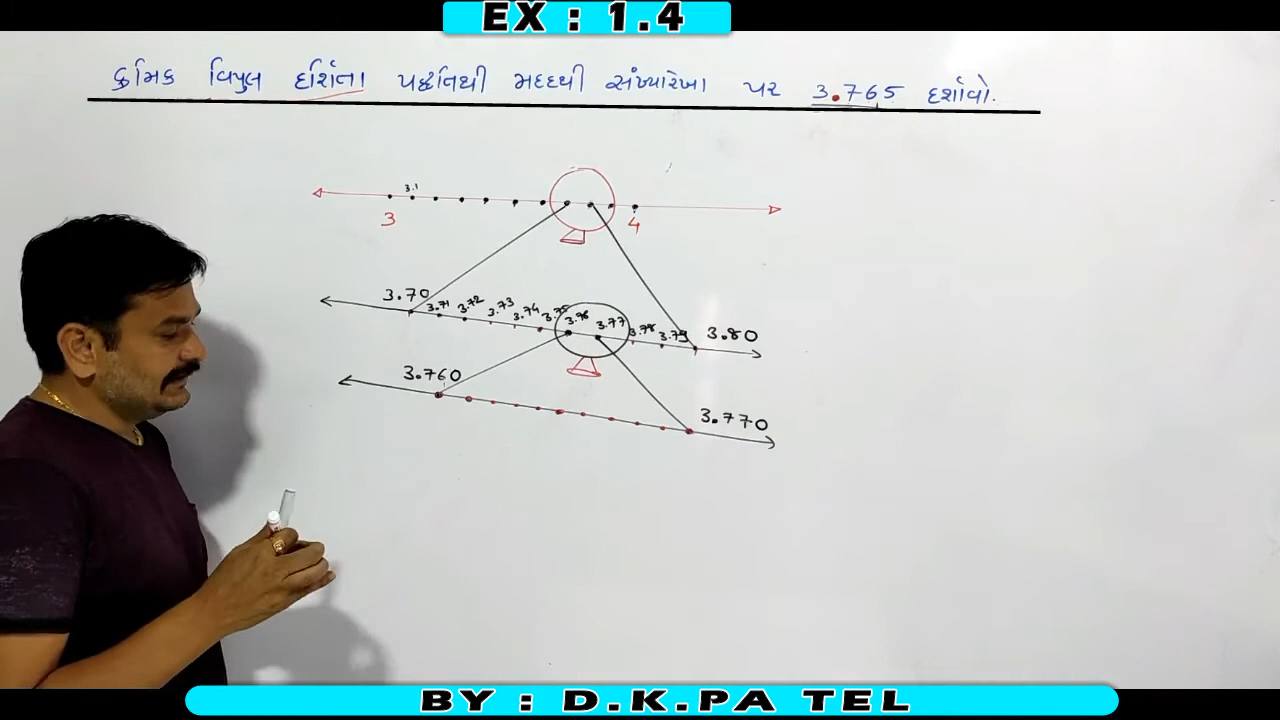 EX : 1.4
ક્રમિક વિપુલ દર્શિતા પધ્ધતિથી મદદથી સંખ્યારેખા પર 3.765 દર્શાવો.
3.1
3 4
3.70 3.71 3.72 3.73 3.74 3.75 3.76 3.77 3.78 3.79 3.80
3.760 3.770
BY : D.K.PA TEL